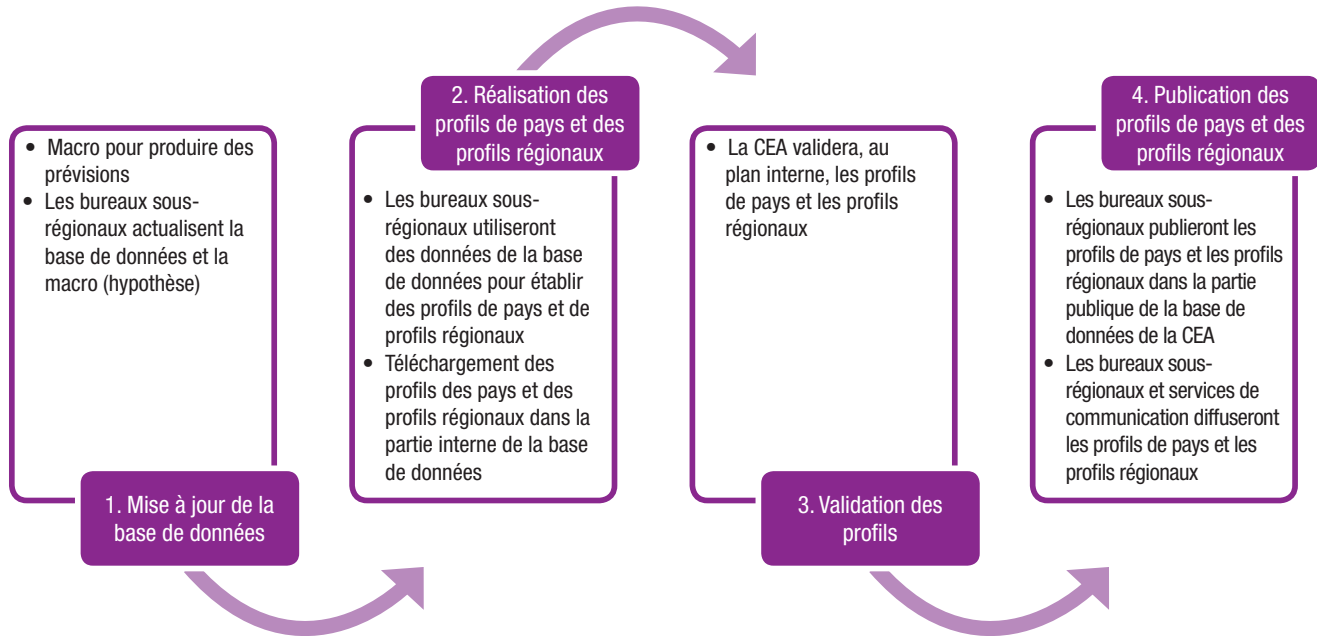 • Macro pour produire des
prévisions
• Les bureaux sous-
régionaux actualisent la
base de données et la
macro (hypothèse)
1. Mise à jour de la
base de données
2. Réalisation des
profils de pays et des
profils régionaux
• Les bureaux sous-
régionaux utiliseront
des données de la base
de données pour établir
des profils de pays et de
profils régionaux
• Téléchargement des
profils des pays et des
profils régionaux dans la
partie interne de la base
de données
• La CEA validera, au
plan interne, les profils
de pays et les profils
régionaux
3. Validation des
profils
4. Publication des
profils de pays et des
profils régionaux
• Les bureaux sous-
régionaux publieront les
profils de pays et les profils
régionaux dans la partie
publique de la base de
données de la CEA
• Les bureaux sous-
régionaux et services de
communication diffuseront
les profils de pays et les
profils régionaux